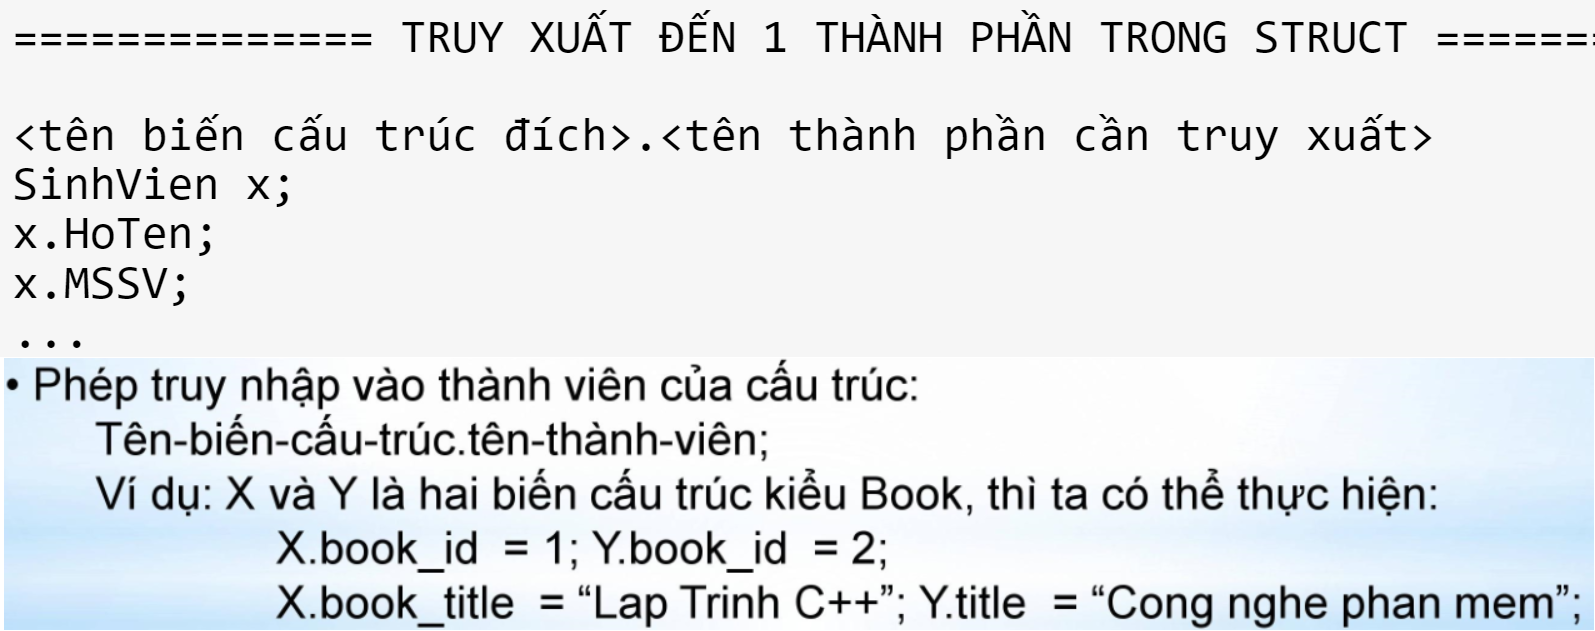 ============== TRUY XUẤT ĐẾN 1 THÀNH PHẦN TRONG STRUCT ======
<tên biến cấu trúc đích>.<tên thành phần cần truy xuất>
SinhVien x;
x.HoTen;
x.MSSV;
...
• Phép truy nhập vào thành viên của cấu trúc:
Tên-biến-cấu-trúc.tên-thành-viên;
Ví dụ: X và Y là hai biến cấu trúc kiểu Book, thì ta có thể thực hiện:
X.book_id = 1; Y.book_id = 2;
X.book_title = “Lap Trinh C++”; Y.title = “Cong nghe phan mem”;